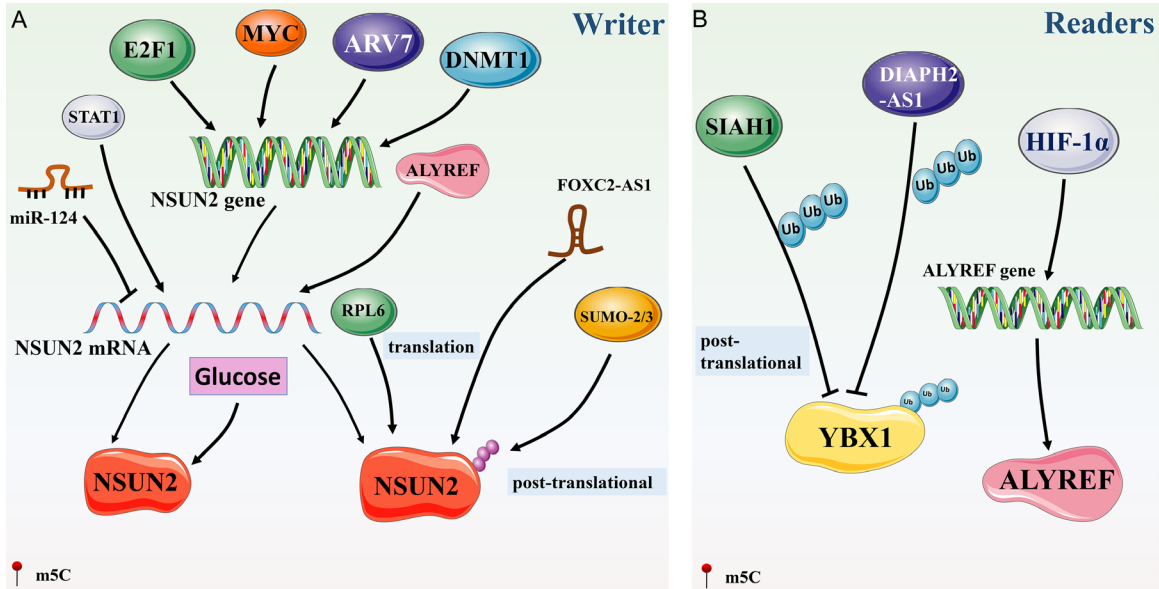 A
Writer
E2F1
MYC
ARV7
DNMT1
STAT1
ALYREF
miR-124
NSUN2 gene
FOXC2-AS1
RPL6
SUMO-2/3
NSUN2 mRNA
translation
Glucose
NSUN2
NSUN2
post-translational
m5C
B
Readers
DIAPH2
-AS1
SIAH1
HIF-1α
Ub
Ub
Ub
Ub
Ub
Ub
ALYREF gene
post-
translational
Ub
Ub
Ub
YBX1
ALYREF
m5C